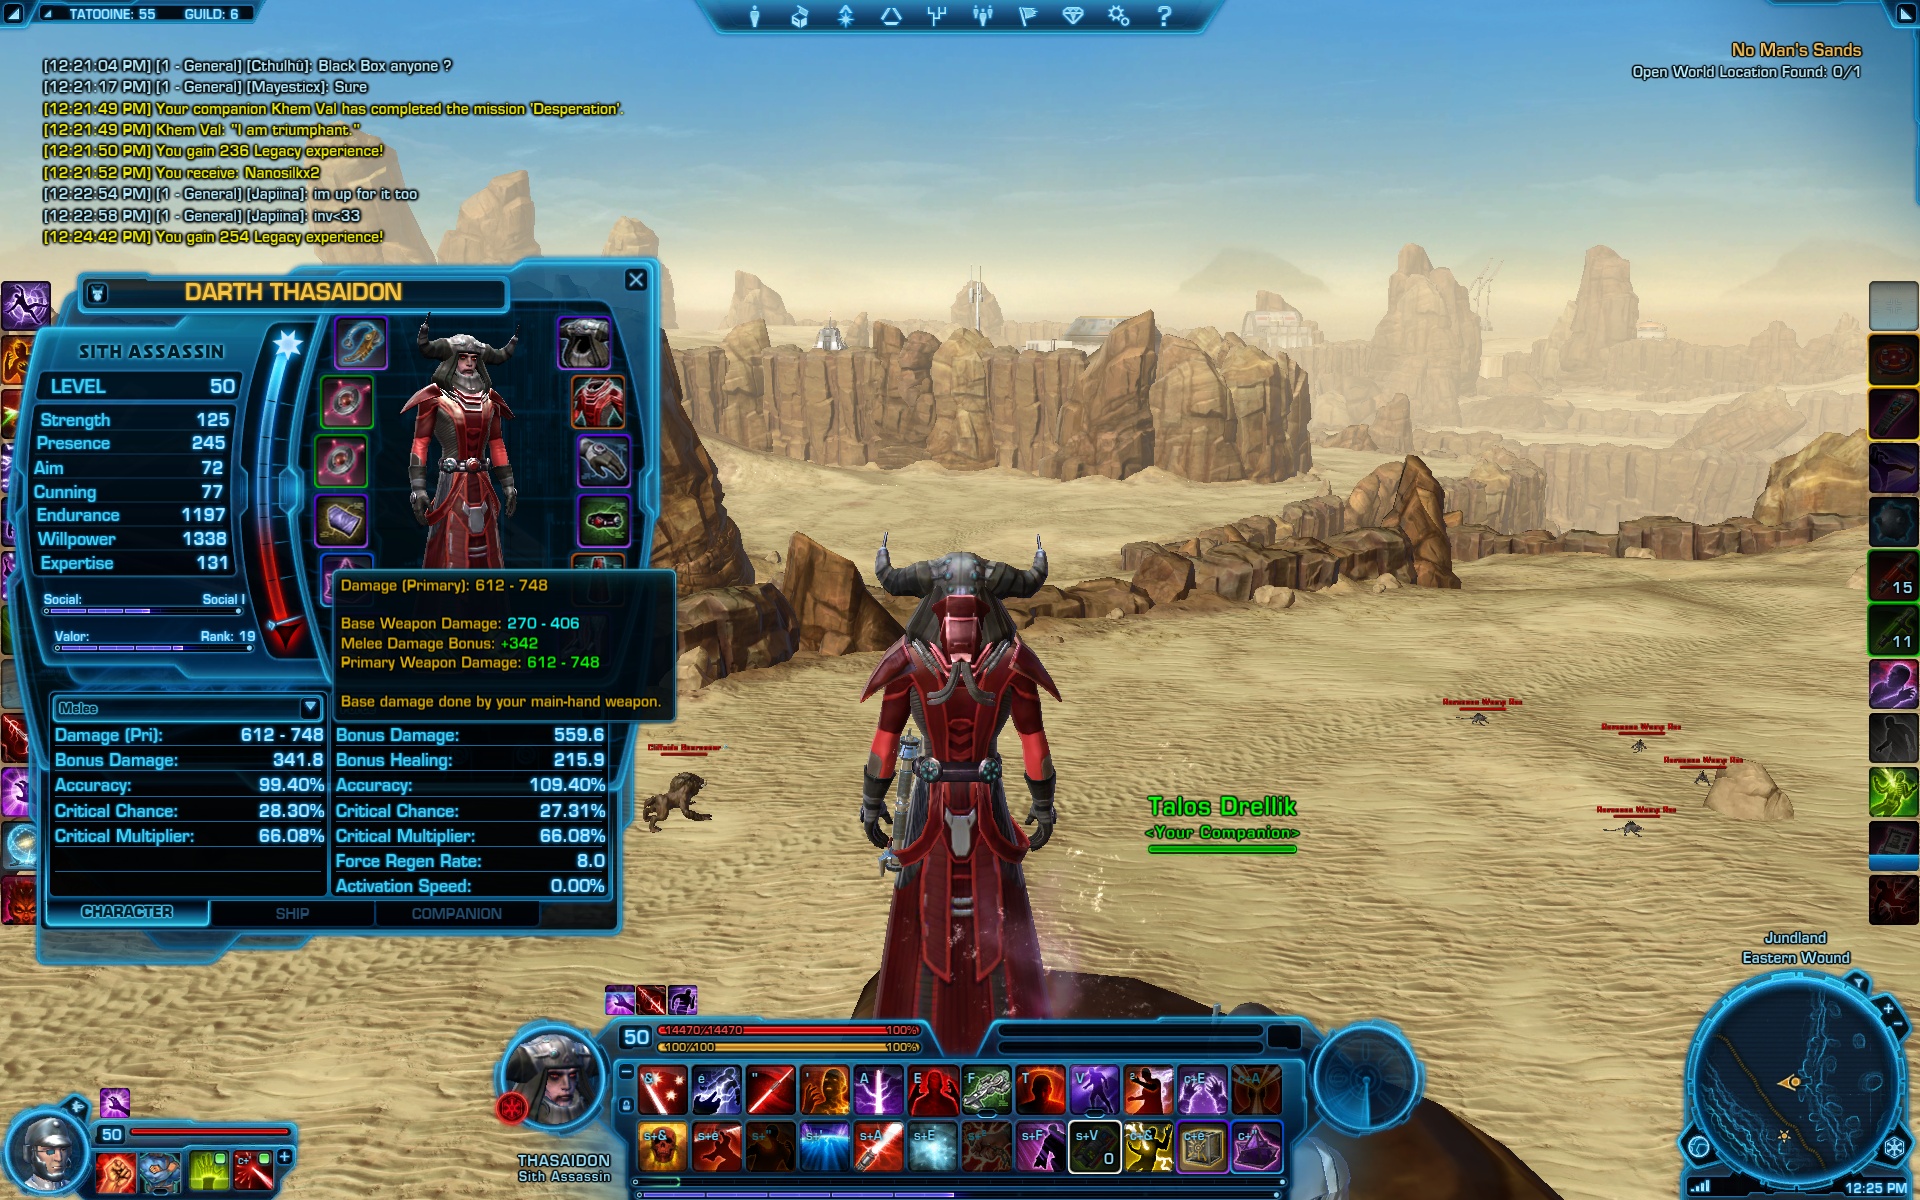 TATOOINE: 55 GUILD: 6
[12:21:04 PM] [1 - General] [Cthulhû]: Black Box anyone ?
[12:21:17 PM] [1 - General] [Mayesticx]: Sure
[12:21:49 PM] Your companion Khem Val has completed the mission 'Desperation'.
[12:21:49 PM] Khem Val: "I am triumphant."
[12:21:50 PM] You gain 236 Legacy experience!
[12:21:52 PM] You receive: Nanosilkx2
[12:22:54 PM] [1 - General] [Japiina]: im up for it too
[12:22:58 PM] [1 - General] [Japiina]: inv<33
[12:24:42 PM] You gain 254 Legacy experience!
No Man's Sands
Open World Location Found: 0/1
DARTH THASAIDON
SITH ASSASSIN
LEVEL 50
Strength 125
Presence 245
Aim 72
Cunning 77
Endurance 1197
Willpower 1338
Expertise 131
Social: Social I
Valor: Rank: 19
Damage (Primary): 612 - 748
Base Weapon Damage: 270 - 406
Melee Damage Bonus: +342
Primary Weapon Damage: 612 - 748
Base damage done by your main-hand weapon.
Melee
Damage (Pri): 612 - 748
Bonus Damage: 341.8
Accuracy: 99.40%
Critical Chance: 28.30%
Critical Multiplier: 66.08%
Bonus Damage: 559.6
Bonus Healing: 215.9
Accuracy: 109.40%
Critical Chance: 27.31%
Critical Multiplier: 66.08%
Force Regen Rate: 8.0
Activation Speed: 0.00%
CHARACTER SHIP COMPANION
Talos Drellik
<Your Companion>
15
11
Jundland
Eastern Wound
12:25 PM
50
14470/14470 100%
100/100 100%
& é " ' A E F T V ² c+E c+A
s+& s+é s+" s+' s+A s+E s+F s+V 0 c+& c+é c+"
THASAIDON
Sith Assassin
50